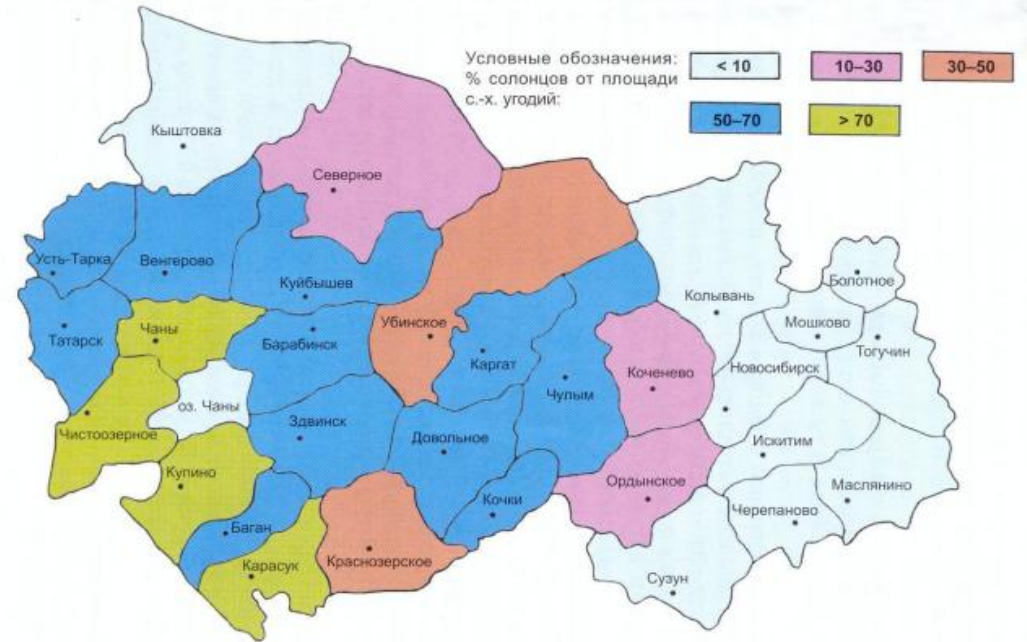 Условные обозначения:
% солонцов от площади
с.-х. угодий:
< 10
10–30
30–50
50–70
> 70
Кыштовка
Северное
Усть-Тарка
Венгерово
Куйбышев
Болотное
Колывань
Чаны
Татарск
Барабинск
Убинское
Мошково
Тогучин
Каргат
Коченево
Новосибирск
Чулым
оз. Чаны
Чистоозерное
Здвинск
Довольное
Искитим
Купино
Ордынское
Маслянино
Кочки
Черепаново
Баган
Карасук
Краснозерское
Сузун